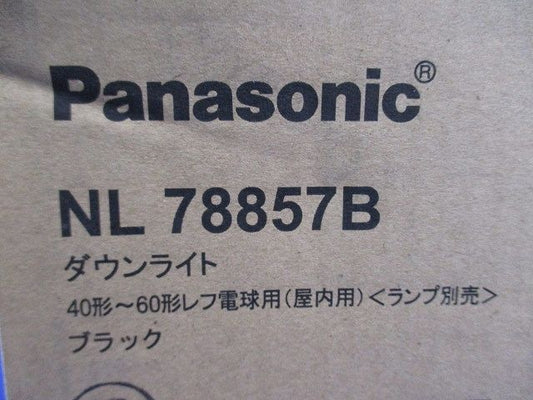 Panasonic®
NL 78857B
ダウンライト
40形～60形レフ電球用(屋内用)<ランプ別売>
ブラック